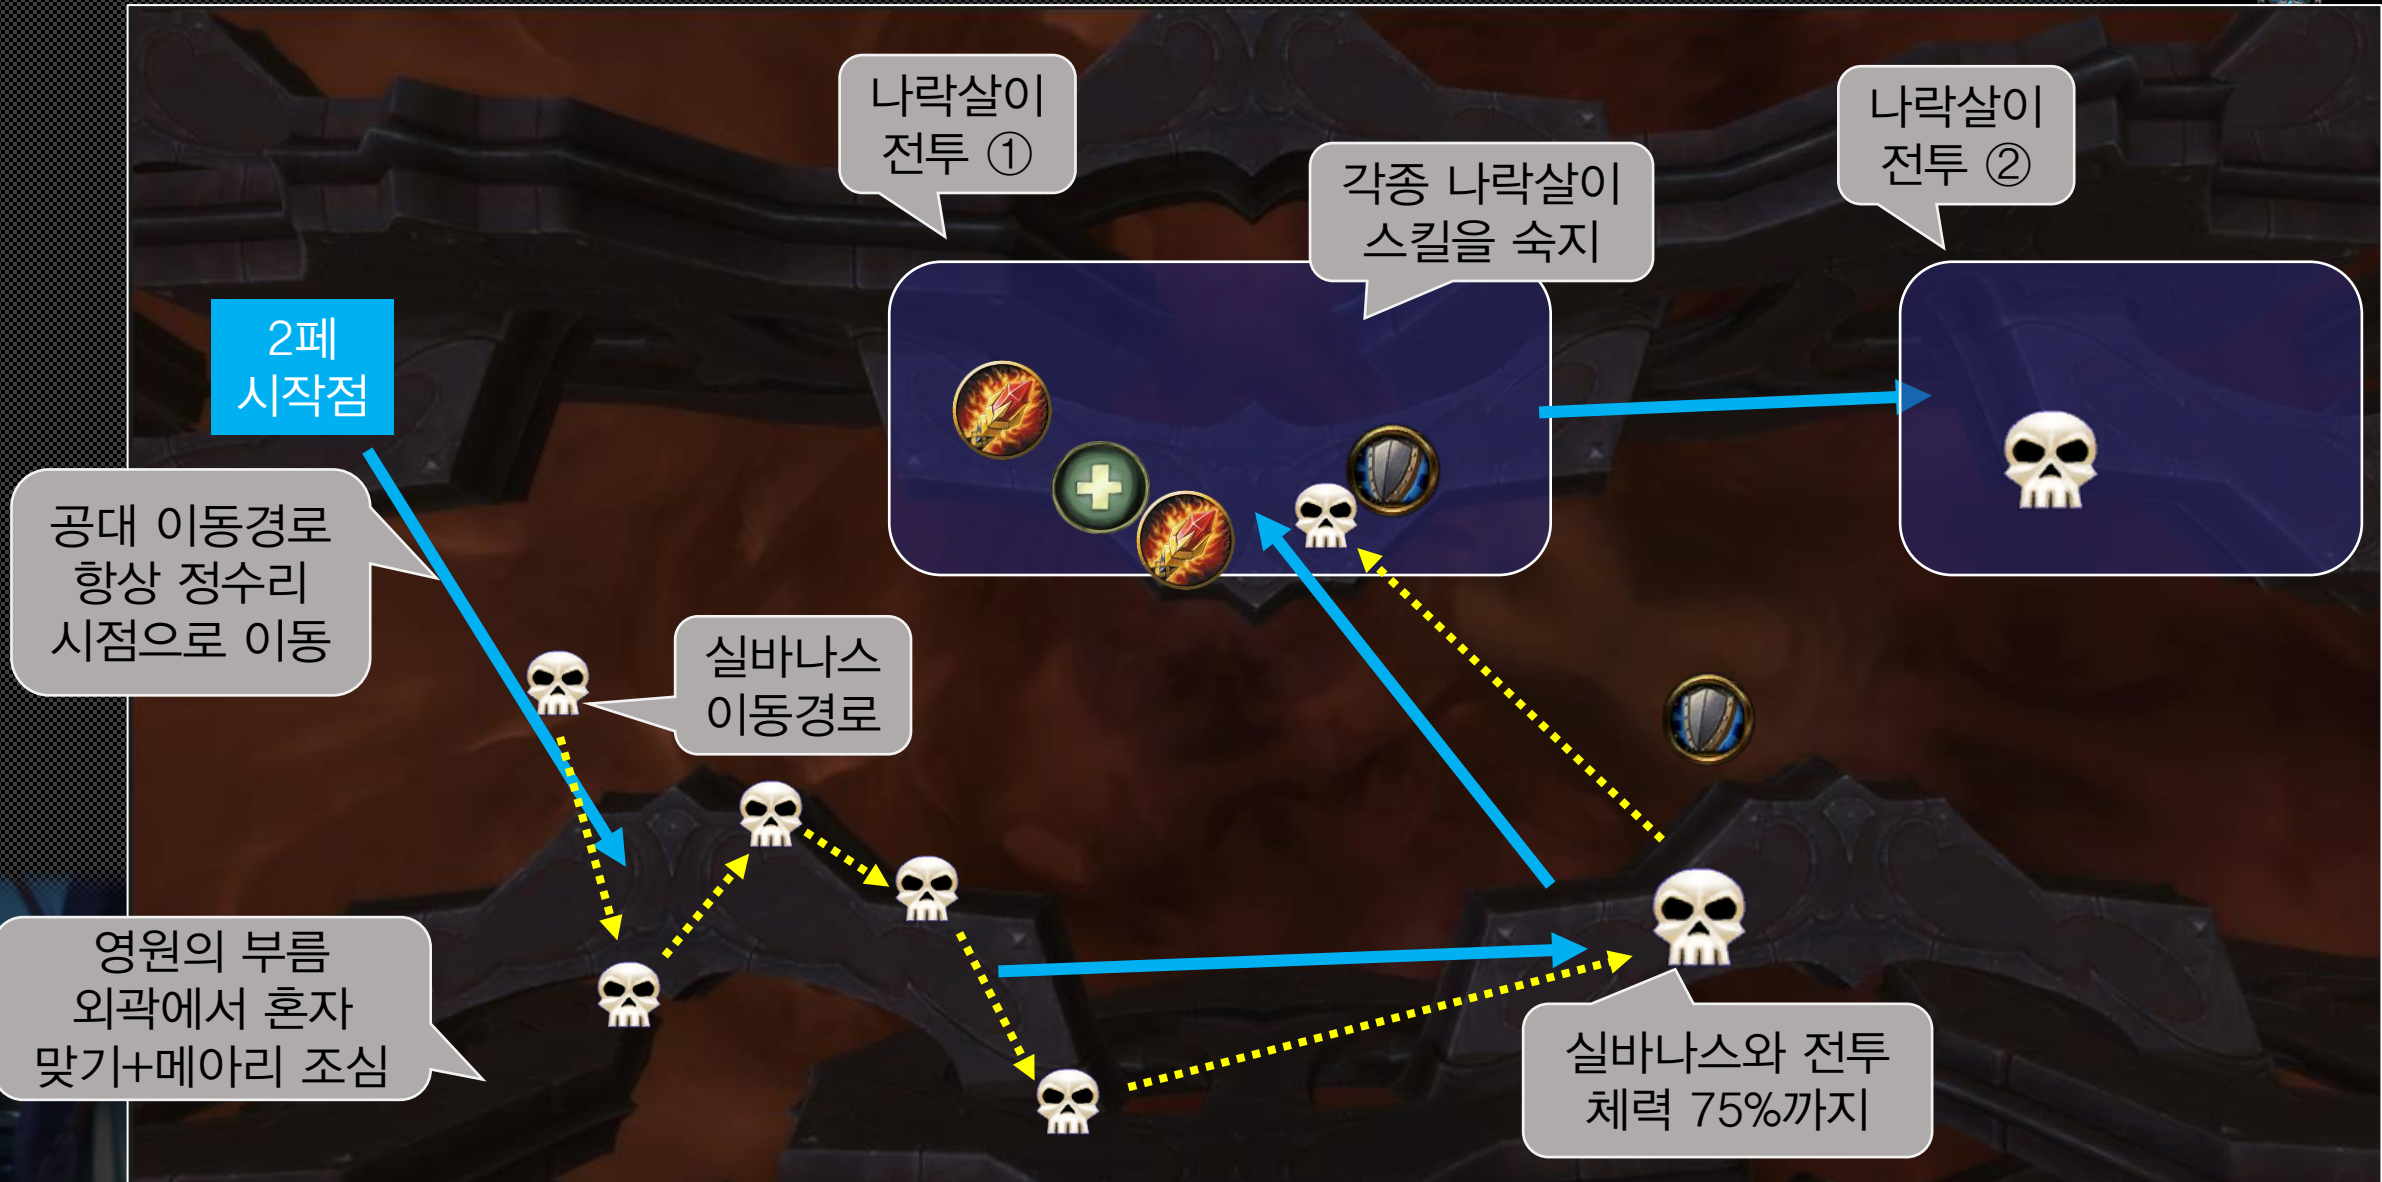 나락살이
전투 ①
나락살이
전투 ②
각종 나락살이
스킬을 숙지
2페
시작점
공대 이동경로
항상 정수리
시점으로 이동
실바나스
이동경로
영원의 부름
외곽에서 혼자
맞기+메아리 조심
실바나스와 전투
체력 75%까지